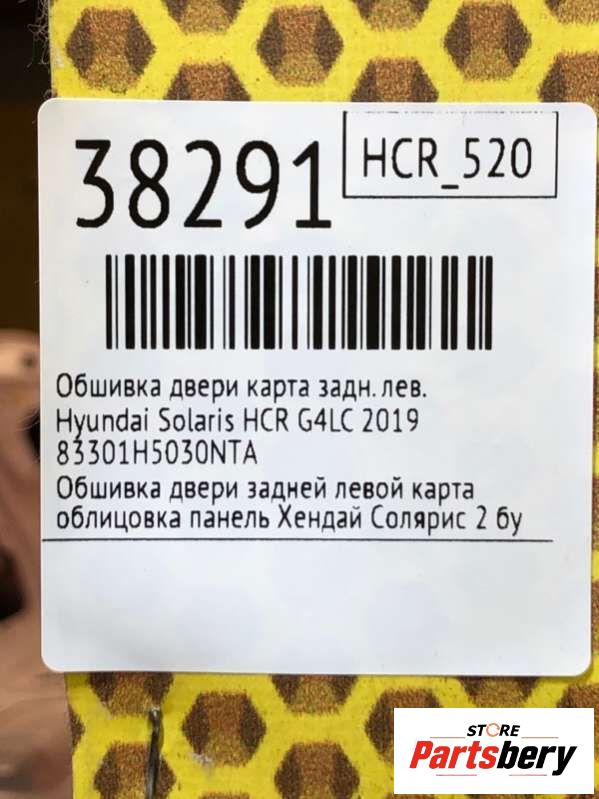 38291
HCR_520
Обшивка двери карта задн. лев.
Hyundai Solaris HCR G4LC 2019
83301H5030NTA
Обшивка двери задней левой карта
облицовка панель Хендай Солярис 2 бу
STORE
Partsbery